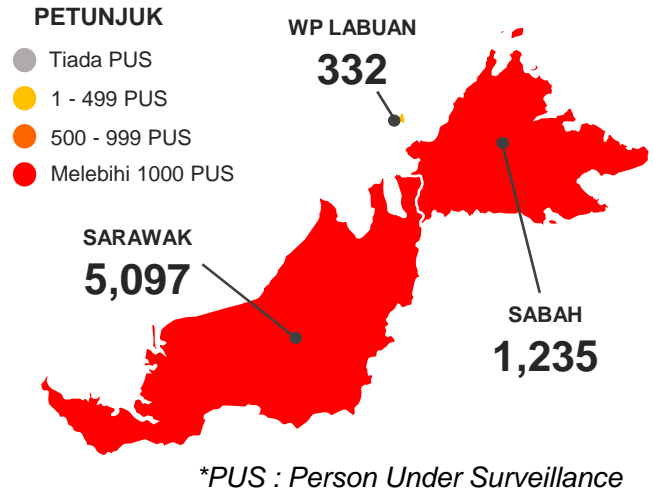 PETUNJUK
Tiada PUS
1 - 499 PUS
500 - 999 PUS
Melebihi 1000 PUS
WP LABUAN
332
SARAWAK
5,097
SABAH
1,235
*PUS : Person Under Surveillance